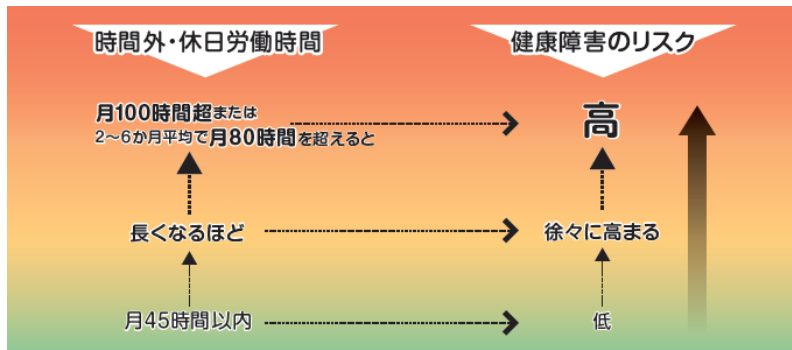 時間外・休日労働時間
健康障害のリスク
月100時間超または
2～6か月平均で月80時間を超えると
高
長くなるほど
徐々に高まる
月45時間以内
低